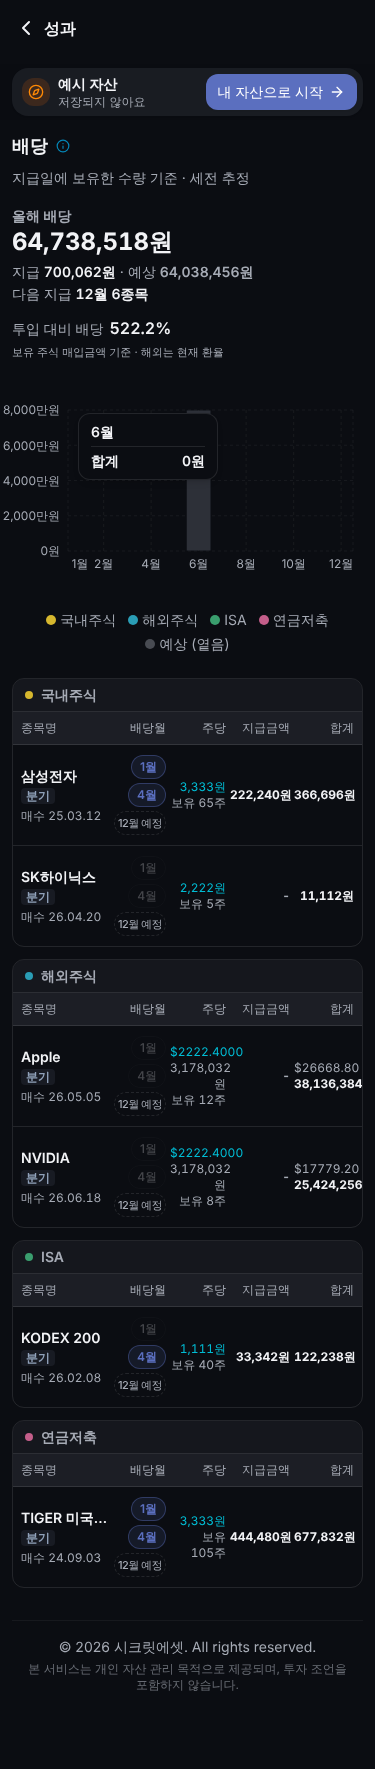 성과
예시 자산
저장되지 않아요
내 자산으로 시작
배당
지급일에 보유한 수량 기준 · 세전 추정
올해 배당
64,738,518원
지급 700,062원 · 예상 64,038,456원
다음 지급 12월 6종목
투입 대비 배당 522.2%
보유 주식 매입금액 기준 · 해외는 현재 환율
8,000만원
6,000만원
4,000만원
2,000만원
0원
6월
합계 0원
1월 2월 4월 6월 8월 10월 12월
국내주식 해외주식 ISA 연금저축
예상 (옅음)
국내주식
종목명 배당월 주당 지급금액 합계
삼성전자
분기
매수 25.03.12
1월
4월
12월 예정
3,333원
보유 65주
222,240원 366,696원
SK하이닉스
분기
매수 26.04.20
1월
4월
12월 예정
2,222원
보유 5주
- 11,112원
해외주식
종목명 배당월 주당 지급금액 합계
Apple
분기
매수 26.05.05
1월
4월
12월 예정
$2222.4000
3,178,032
원
보유 12주
-
$26668.80
38,136,384
NVIDIA
분기
매수 26.06.18
1월
4월
12월 예정
$2222.4000
3,178,032
원
보유 8주
-
$17779.20
25,424,256
ISA
종목명 배당월 주당 지급금액 합계
KODEX 200
분기
매수 26.02.08
1월
4월
12월 예정
1,111원
보유 40주
33,342원 122,238원
연금저축
종목명 배당월 주당 지급금액 합계
TIGER 미국...
분기
매수 24.09.03
1월
4월
12월 예정
3,333원
보유
105주
444,480원 677,832원
© 2026 시크릿에셋. All rights reserved.
본 서비스는 개인 자산 관리 목적으로 제공되며, 투자 조언을
포함하지 않습니다.